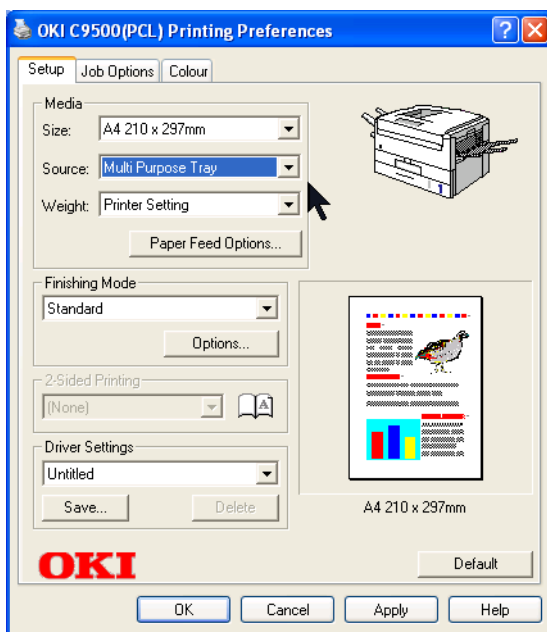 OKI C9500(PCL) Printing Preferences
Setup
Job Options
Colour
Media
Size:
A4 210 x 297mm
Source:
Multi Purpose Tray
Weight:
Printer Setting
Paper Feed Options...
1
Finishing Mode
Standard
Options...
2-Sided Printing
(None)
A
Driver Settings
Untitled
Save...
Delete
A4 210 x 297mm
OKI
Default
OK
Cancel
Apply
Help